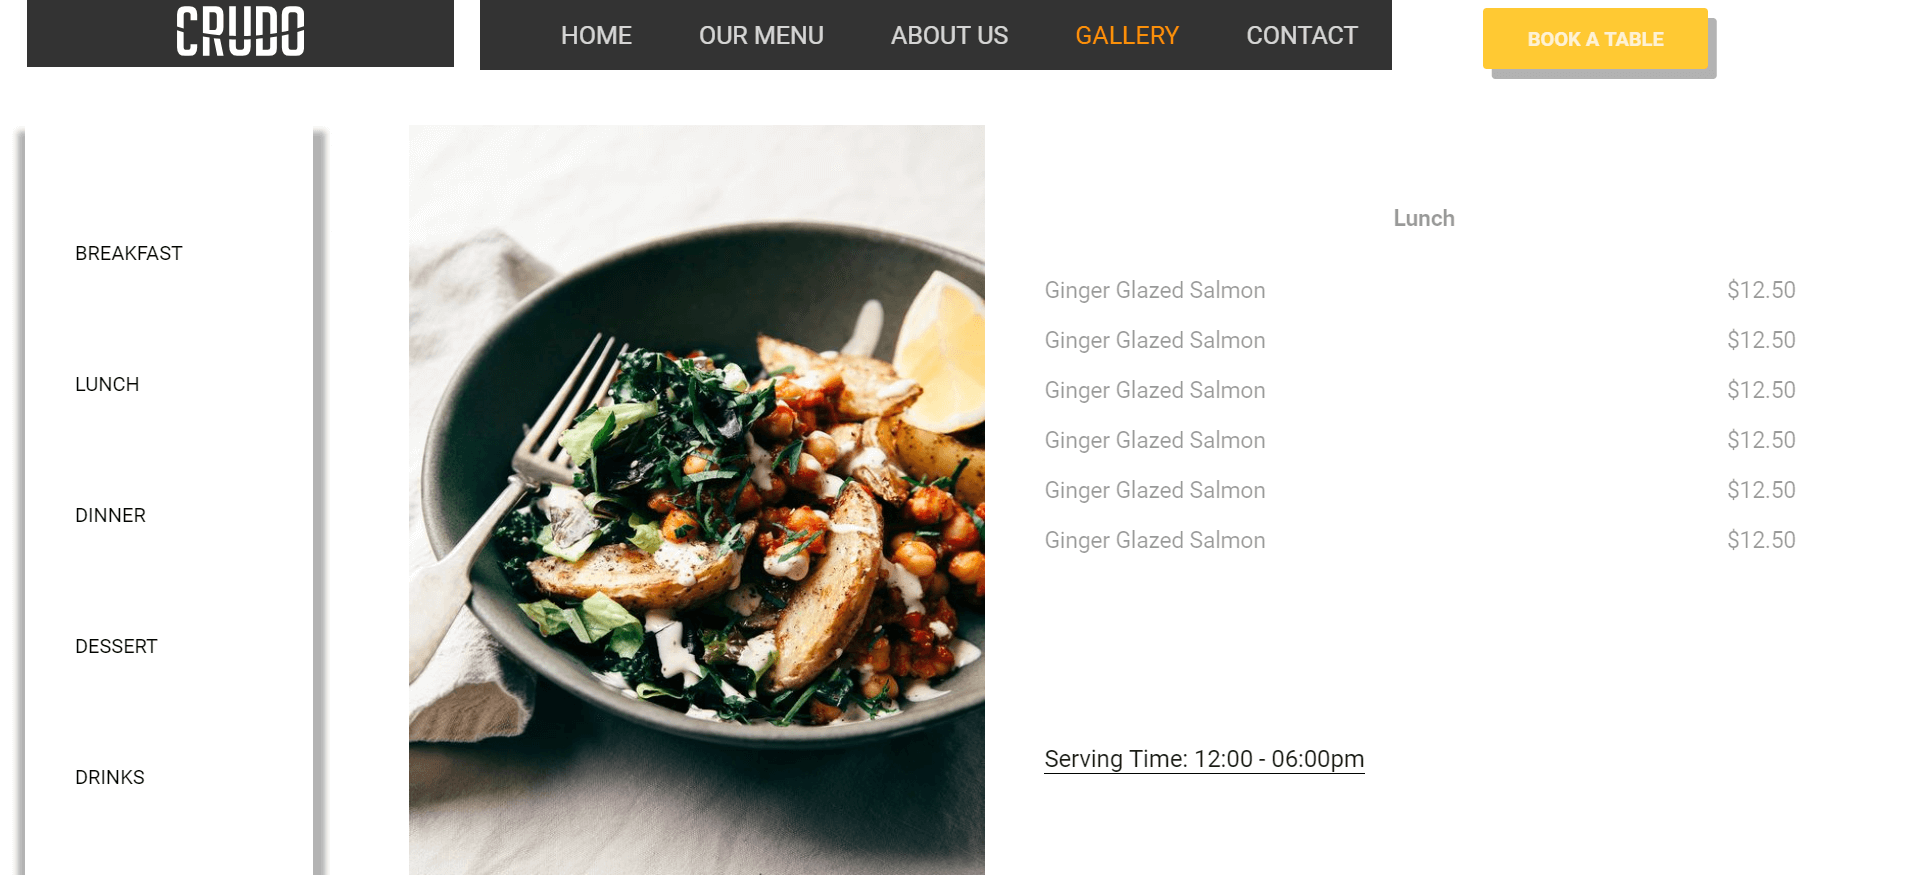 CRUDO
HOME OUR MENU ABOUT US GALLERY CONTACT
BOOK A TABLE
BREAKFAST
LUNCH
DINNER
DESSERT
DRINKS
Lunch
Ginger Glazed Salmon $12.50
Ginger Glazed Salmon $12.50
Ginger Glazed Salmon $12.50
Ginger Glazed Salmon $12.50
Ginger Glazed Salmon $12.50
Ginger Glazed Salmon $12.50
Serving Time: 12:00 - 06:00pm